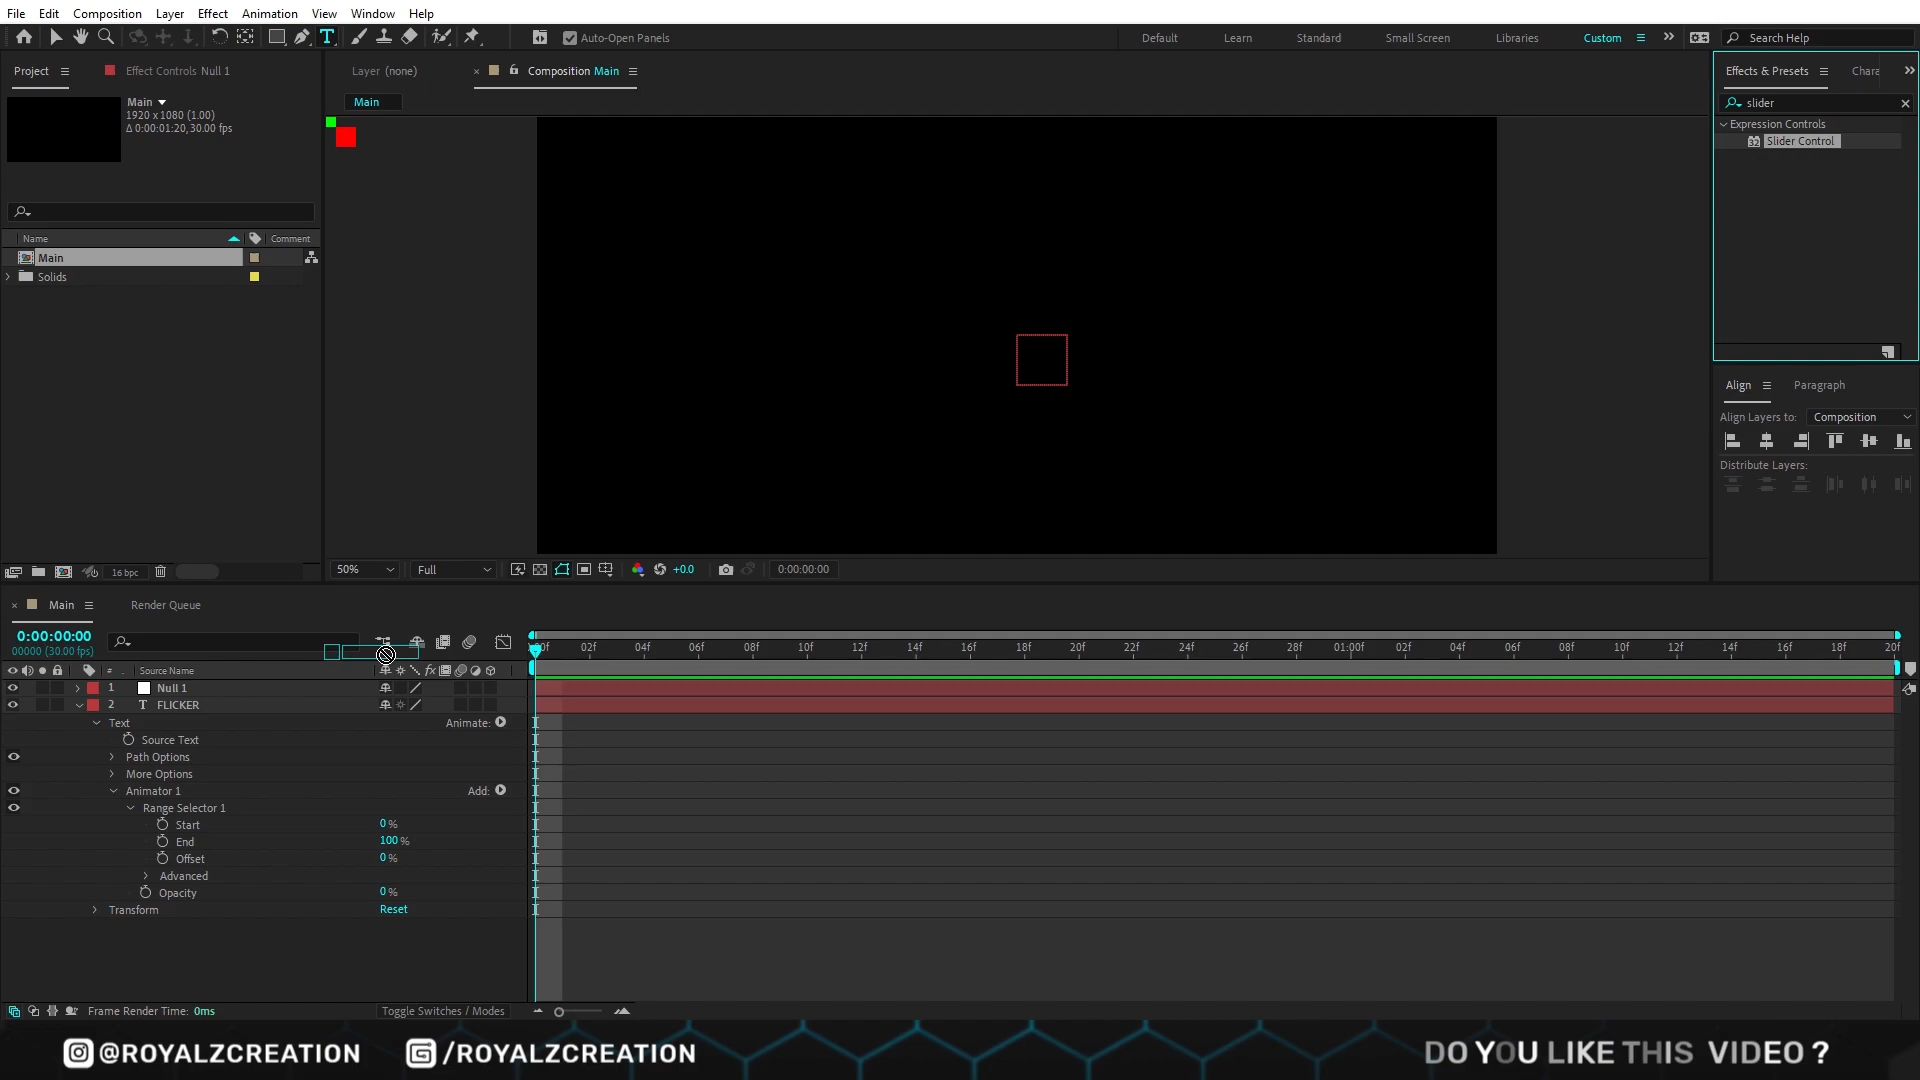 File Edit Composition Layer Effect Animation View Window Help
Auto-Open Panels
Default Learn Standard Small Screen Libraries Custom
Search Help
Project
Effect Controls Null 1
Layer (none)
Composition Main
Effects & Presets
Chara
Main
1920 x 1080 (1.00)
Δ 0:00:01:20, 30.00 fps
Main
slider
Expression Controls
32 Slider Control
Name
Comment
Main
Solids
Align
Paragraph
Align Layers to: Composition
Distribute Layers:
16 bpc
50%
Full
+0.0
0:00:00:00
Main
Render Queue
0:00:00:00
00000 (30.00 fps)
:00f 02f 04f 06f 08f 10f 12f 14f 16f 18f 20f 22f 24f 26f 28f 01:00f 02f 04f 06f 08f 10f 12f 14f 16f 18f 20f
# . Source Name
fx
1 Null 1
2 T FLICKER
Text Animate:
Source Text
Path Options
More Options
Animator 1 Add:
Range Selector 1
Start 0 %
End 100 %
Offset 0 %
Advanced
Opacity 0 %
Transform Reset
Frame Render Time: 0ms
Toggle Switches / Modes
@ROYALZCREATION
/ROYALZCREATION
DO YOU LIKE THIS VIDEO ?